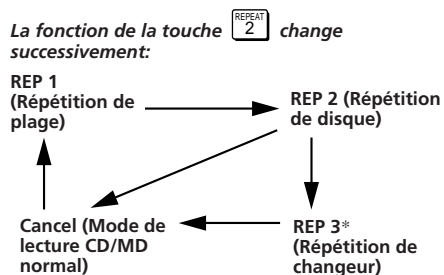 La fonction de la touche REPEAT 2 change
successivement:
REP 1
(Répétition de
plage)
REP 2 (Répétition
de disque)
Cancel (Mode de
lecture CD/MD
normal)
REP 3*
(Répétition de
changeur)